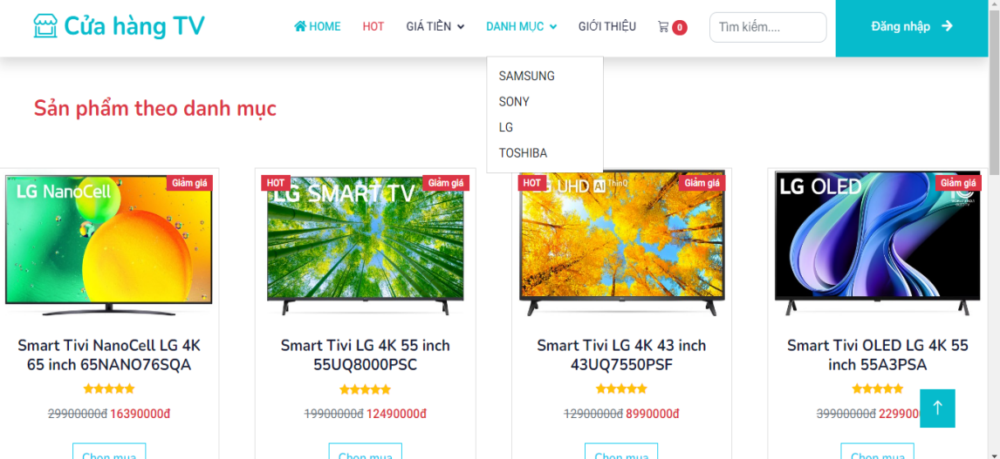 Cửa hàng TV
HOME
HOT
GIÁ TIỀN
DANH MỤC
GIỚI THIỆU
0
Tìm kiếm....
Đăng nhập
SAMSUNG
SONY
LG
TOSHIBA
Sản phẩm theo danh mục
LG NanoCell
Giảm giá
Smart Tivi NanoCell LG 4K
65 inch 65NANO76SQA
29900000đ 16390000đ
Chọn mua
HOT
LG SMART TV
Giảm giá
Smart Tivi LG 4K 55 inch
55UQ8000PSC
19900000đ 12490000đ
Chọn mua
HOT
G UHD AI ThinQ
Giảm giá
Smart Tivi LG 4K 43 inch
43UQ7550PSF
12900000đ 8990000đ
Chọn mua
LG OLED
Giảm giá
Smart Tivi OLED LG 4K 55
inch 55A3PSA
39900000đ 229900
Chọn mua